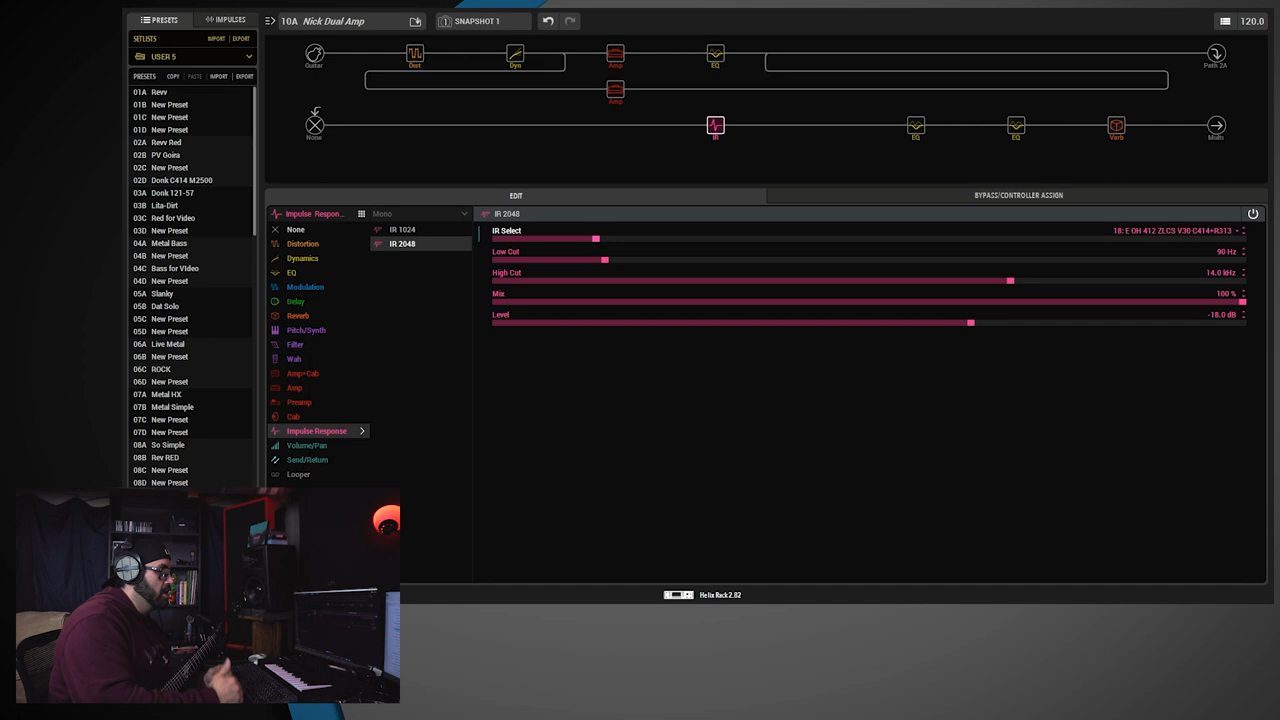 PRESETS
IMPULSES
10A Nick Dual Amp
SNAPSHOT 1
120.0
SETLISTS
IMPORT
EXPORT
USER 5
PRESETS
COPY
PASTE
IMPORT
EXPORT
01A Revv
01B New Preset
01C New Preset
01D New Preset
02A Revv Red
02B PV Goira
02C New Preset
02D Donk C414 M2500
03A Donk 121-57
03B Lita-Dirt
03C Red for Video
03D New Preset
04A Metal Bass
04B New Preset
04C Bass for Video
04D New Preset
05A Slanky
05B Dat Solo
05C New Preset
05D New Preset
06A Live Metal
06B New Preset
06C ROCK
06D New Preset
07A Metal HX
07B Metal Simple
07C New Preset
07D New Preset
08A So Simple
08B Rev RED
08C New Preset
08D New Preset
Guitar
Dist
Dyn
Amp
EQ
Path 2A
Amp
None
IR
EQ
EQ
Verb
Multi
EDIT
BYPASS/CONTROLLER ASSIGN
Impulse Respon...
Mono
IR 2048
None
Distortion
Dynamics
EQ
Modulation
Delay
Reverb
Pitch/Synth
Filter
Wah
Amp+Cab
Amp
Preamp
Cab
Impulse Response
Volume/Pan
Send/Return
Looper
IR 1024
IR 2048
IR Select
18: E OH 412 ZLCS V30 C414+R313
Low Cut
90 Hz
High Cut
14.0 kHz
Mix
100 %
Level
-18.0 dB
Helix Rack 2.82